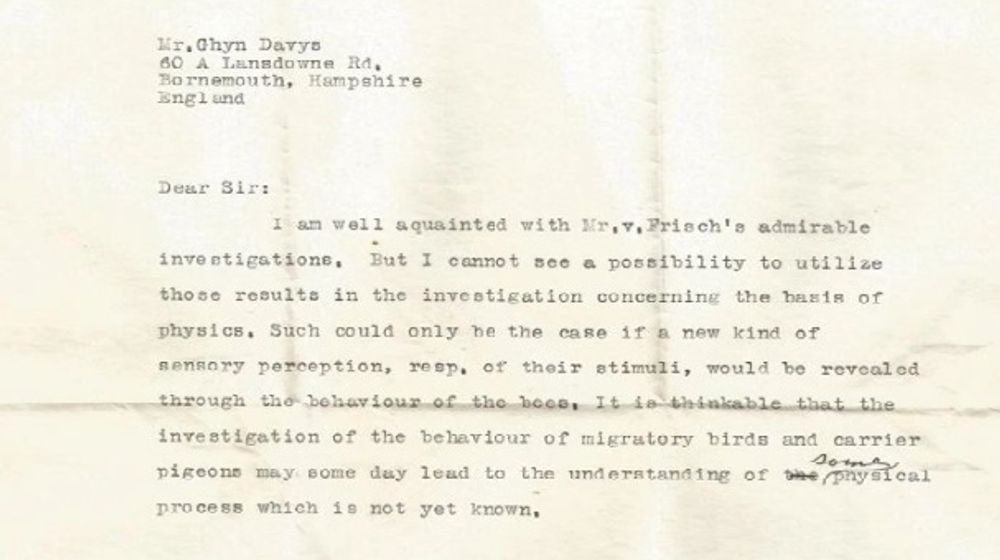 Mr.Ghyn Davys
60 A Lansdowne Rd.
Bornemouth, Hampshire
England
Dear Sir:
I am well aquainted with Mr.v.Frisch's admirable
investigations. But I cannot see a possibility to utilize
those results in the investigation concerning the basis of
physics. Such could only be the case if a new kind of
sensory perception, resp. of their stimuli, would be revealed
through the behaviour of the bees. It is thinkable that the
investigation of the behaviour of migratory birds and carrier
pigeons may some day lead to the understanding of the some physical
process which is not yet known.